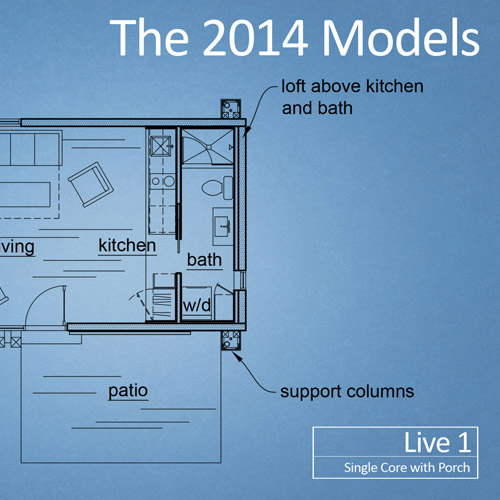 The 2014 Models
loft above kitchen
and bath
iving
kitchen
bath
w/d
patio
support columns
Live 1
Single Core with Porch